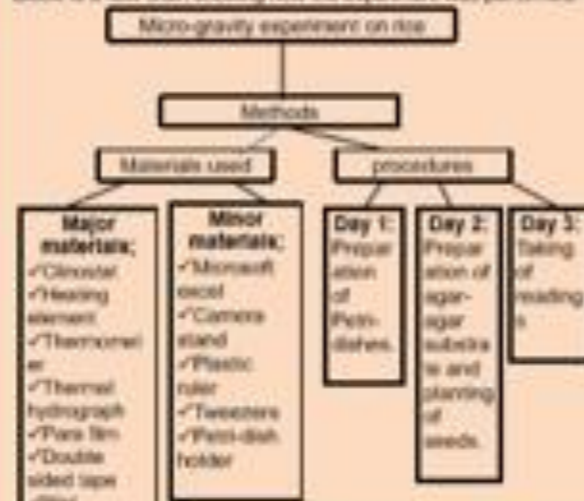 Micro-gravity experiment on rice
Methods
Materials used
procedures
Major
materials;
✓Clinostat
✓Heating
element
✓Thermomet
er
✓Thermal
hydrograph
✓Para film
✓Double
sided tape
Minor
materials;
✓Microsoft
excel
✓Camera
stand
✓Plastic
ruler
✓Tweezers
✓Petri-dish
holder
Day 1:
Prepar
ation
of
Petri-
dishes.
Day 2:
Prepar
ation of
agar-
agar
substra
te and
planting
of
seeds.
Day 3:
Taking
of
reading
s